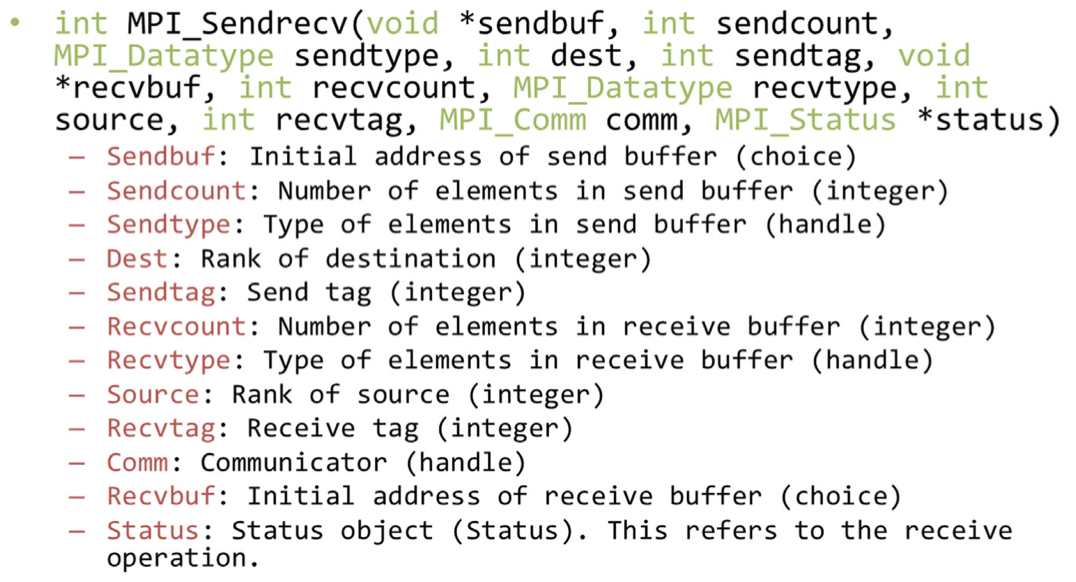 • int MPI_Sendrecv(void *sendbuf, int sendcount,
MPI_Datatype sendtype, int dest, int sendtag, void
*recvbuf, int recvcount, MPI_Datatype recvtype, int
source, int recvtag, MPI_Comm comm, MPI_Status *status)
– Sendbuf: Initial address of send buffer (choice)
– Sendcount: Number of elements in send buffer (integer)
– Sendtype: Type of elements in send buffer (handle)
– Dest: Rank of destination (integer)
– Sendtag: Send tag (integer)
– Recvcount: Number of elements in receive buffer (integer)
– Recvtype: Type of elements in receive buffer (handle)
– Source: Rank of source (integer)
– Recvtag: Receive tag (integer)
– Comm: Communicator (handle)
– Recvbuf: Initial address of receive buffer (choice)
– Status: Status object (Status). This refers to the receive
operation.